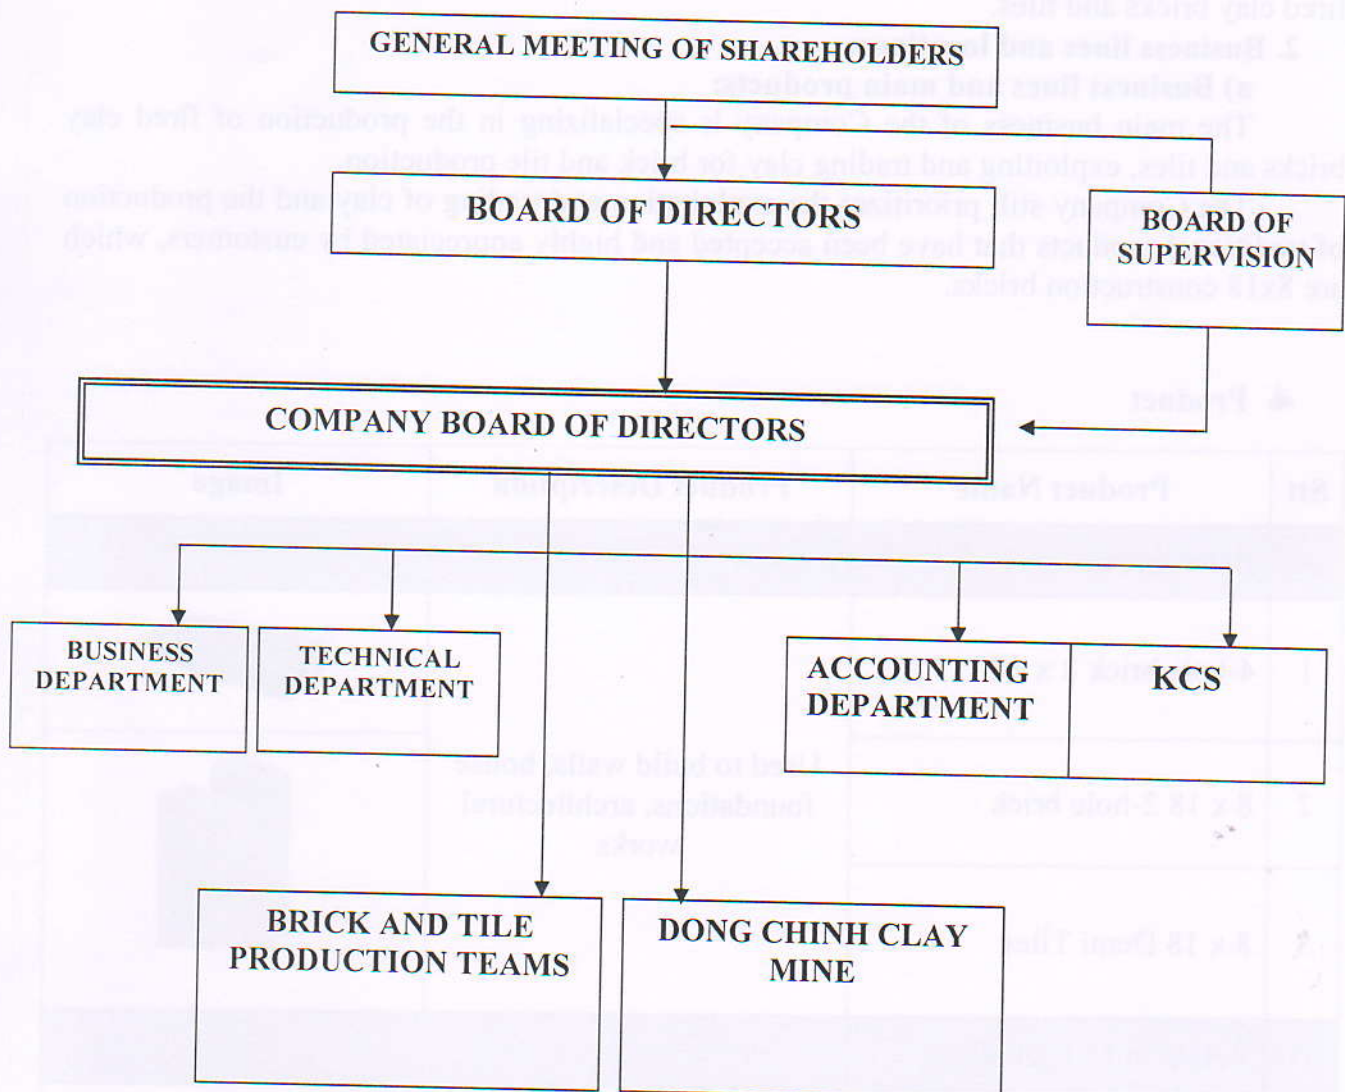 GENERAL MEETING OF SHAREHOLDERS
BOARD OF DIRECTORS
BOARD OF
SUPERVISION
COMPANY BOARD OF DIRECTORS
BUSINESS
DEPARTMENT
TECHNICAL
DEPARTMENT
ACCOUNTING
DEPARTMENT
KCS
BRICK AND TILE
PRODUCTION TEAMS
DONG CHINH CLAY
MINE